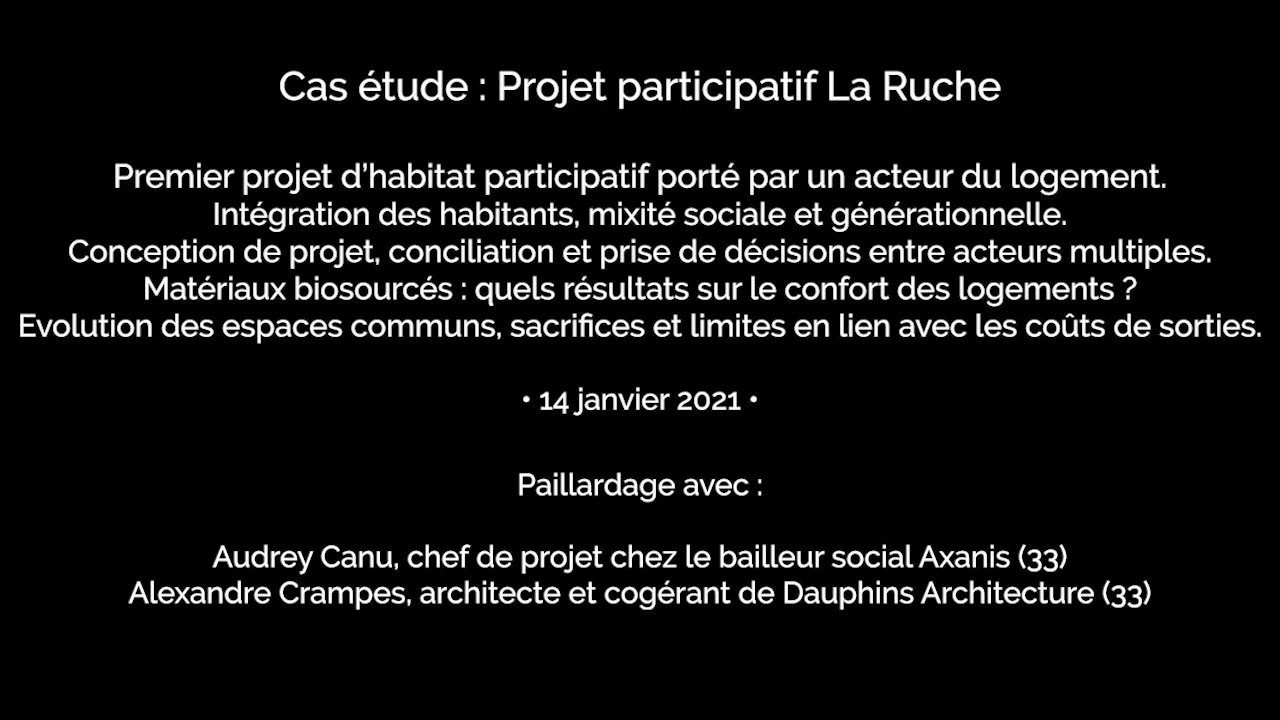 Cas étude : Projet participatif La Ruche
Premier projet d’habitat participatif porté par un acteur du logement.
Intégration des habitants, mixité sociale et générationnelle.
Conception de projet, conciliation et prise de décisions entre acteurs multiples.
Matériaux biosourcés : quels résultats sur le confort des logements ?
Evolution des espaces communs, sacrifices et limites en lien avec les coûts de sorties.
• 14 janvier 2021 •
Paillardage avec :
Audrey Canu, chef de projet chez le bailleur social Axanis (33)
Alexandre Crampes, architecte et cogérant de Dauphins Architecture (33)